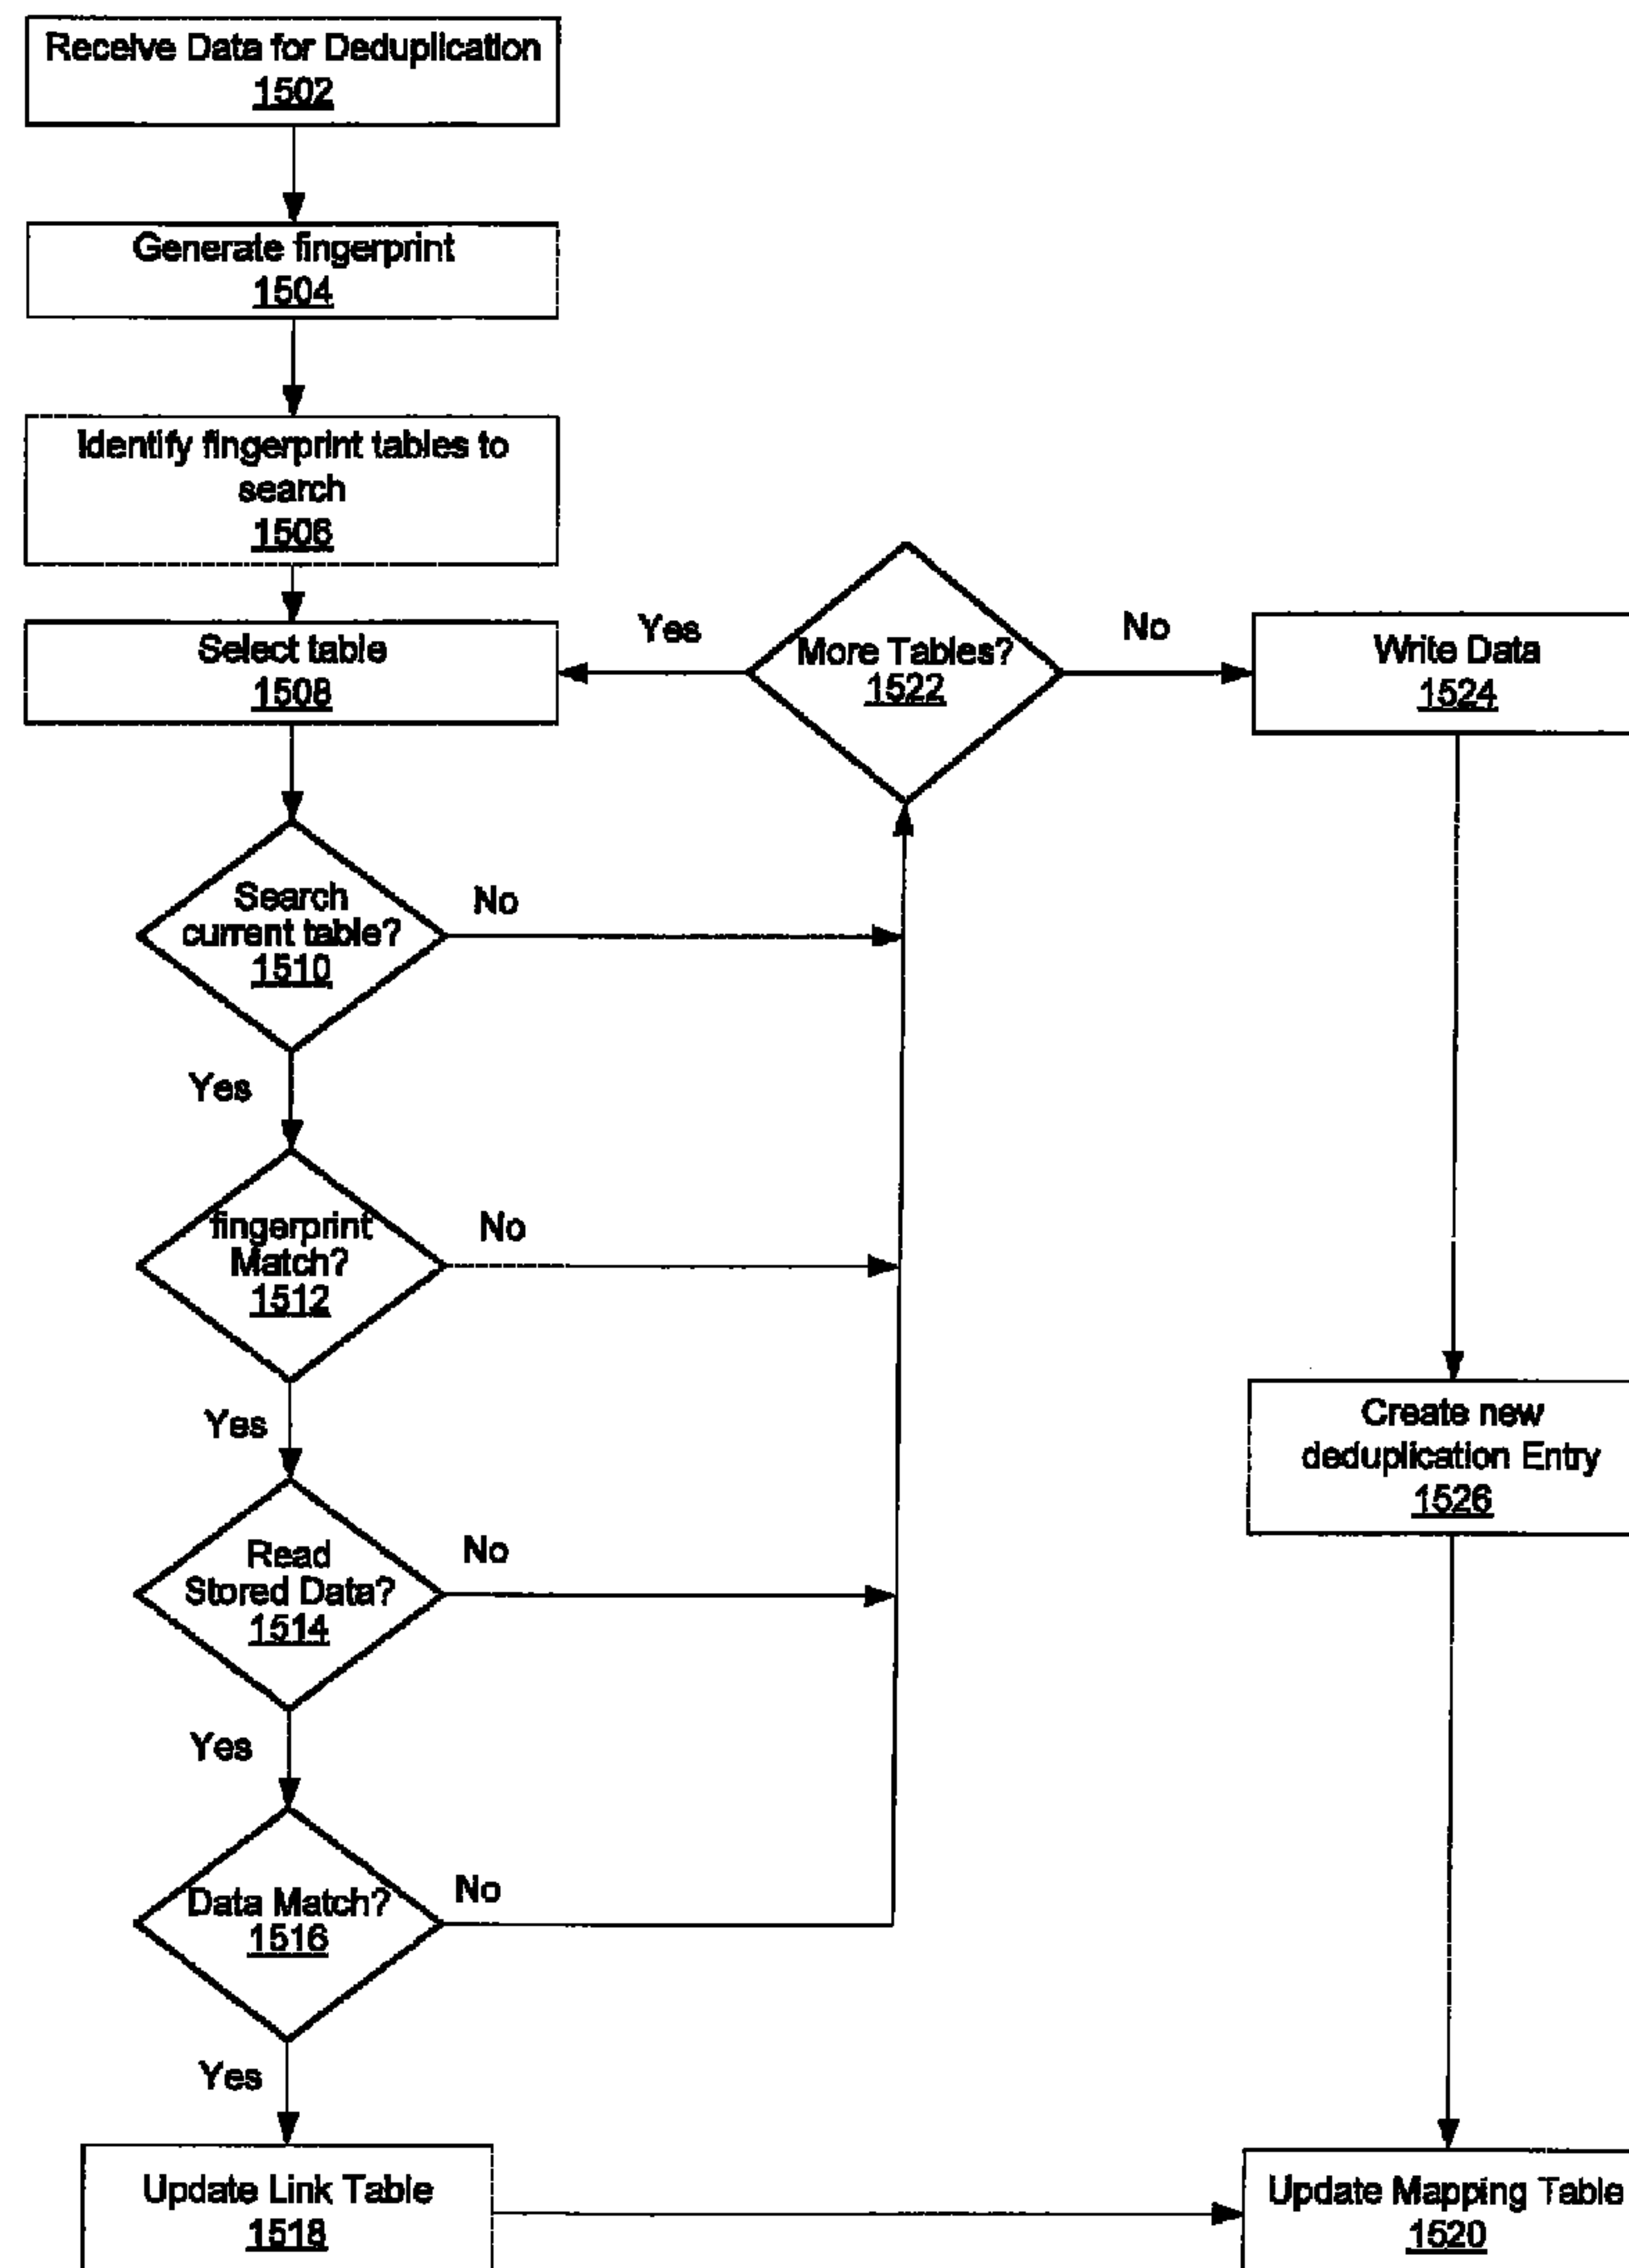 Receive Data for Deduplication
1502
Generate fingerprint
1504
Identify fingerprint tables to
search
1506
Select table
1508
Yes
More Tables?
1522
No
Write Data
1524
Search
current table?
1510
No
Yes
fingerprint
Match?
1512
No
Yes
Create new
deduplication Entry
1526
Read
Stored Data?
1514
No
Yes
Data Match?
1516
No
Yes
Update Link Table
1518
Update Mapping Table
1520